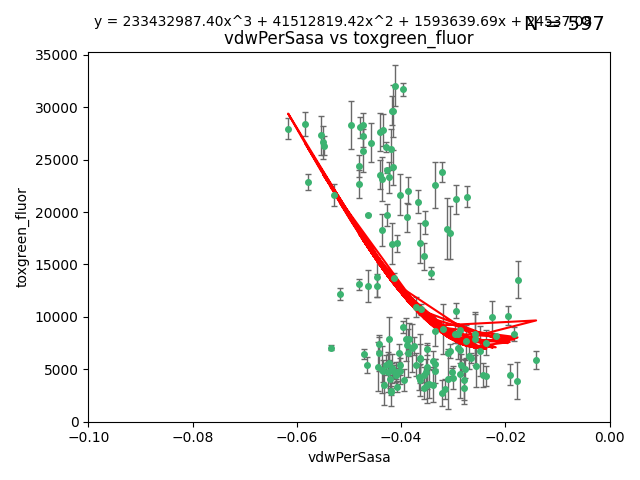 y = 233432987.40x^3 + 41512819.42x^2 + 1593639.69x +
N = 597
vdwPerSasa vs toxgreen_fluor
35000
30000
25000
20000
15000
10000
5000
0
toxgreen_fluor
−0.10 −0.08 −0.06 −0.04 −0.02 0.00
vdwPerSasa